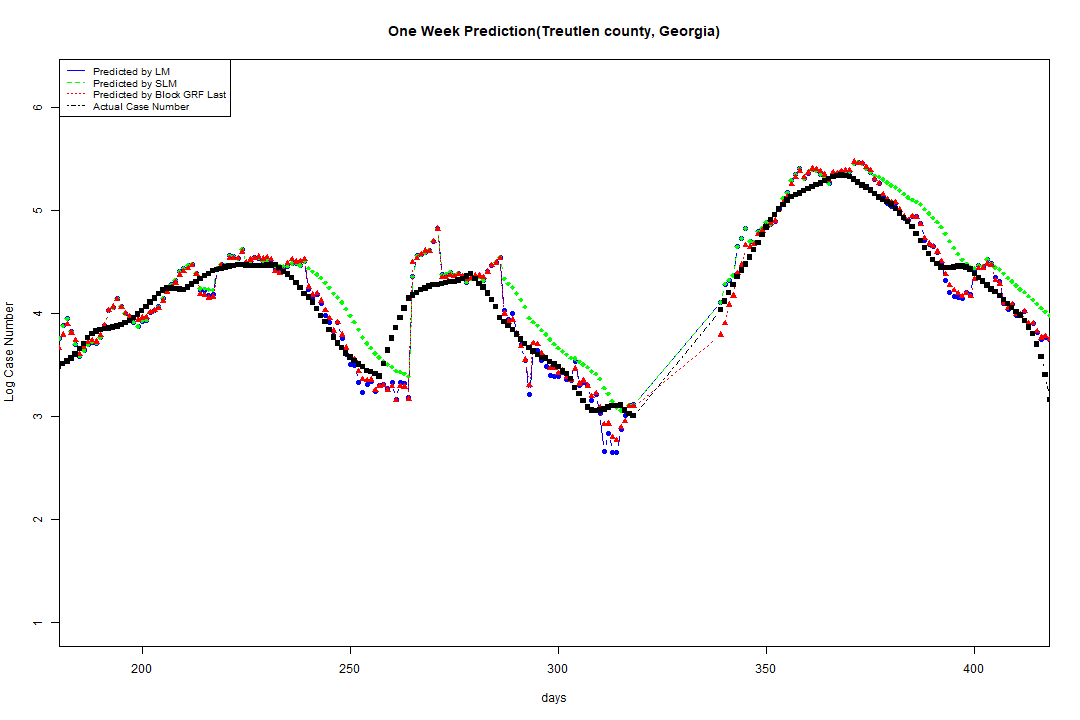 One Week Prediction(Treutlen county, Georgia)
Predicted by LM
Predicted by SLM
Predicted by Block GRF Last
Actual Case Number
6
5
4
3
2
1
Log Case Number
200
250
300
350
400
days